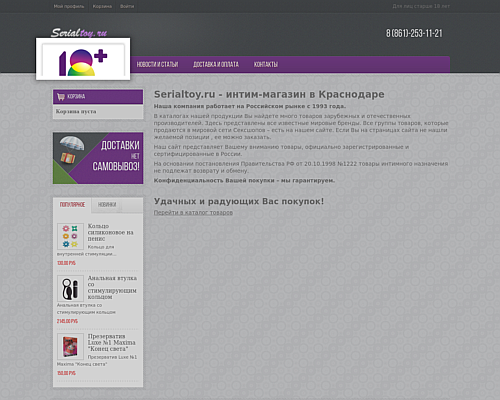 Мой профиль Корзина Войти
Для лиц старше 18 лет
Serialtoy.ru
8 (861)-253-11-21
18+
НОВОСТИ И СТАТЬИ ДОСТАВКА И ОПЛАТА КОНТАКТЫ
КОРЗИНА
Корзина пуста
ДОСТАВКИ
НЕТ
САМОВЫВОЗ!
ПОПУЛЯРНОЕ НОВИНКИ
Кольцо
силиконовое на
пенис
Кольцо для
внутренной стимуляции...
130.00 РУБ
Анальная втулка
со
стимулирующим
кольцом
Анальная втулка со
стимулирующим кольцом
2145.00 РУБ
Презерватив
Luxe №1 Maxima
"Конец света"
Презерватив Luxe №1
Maxima "Конец света"
Serialtoy.ru – интим-магазин в Краснодаре
Наша компания работает на Российском рынке с 1993 года.
В каталогах нашей продукции Вы найдете много товаров зарубежных и отечественных
производителей. Здесь представлены все известные мировые бренды. Все группы товаров, которые
продаются в мировой сети Сексшопов – есть на нашем сайте. Если Вы на страницах сайта не нашли
желаемой позиции , ее можно заказать.
Наш сайт представляет Вашему вниманию товары, официально зарегистрированные и
сертифицированные в России.
На основании постановления Правительства РФ от 20.10.1998 №1222 товары интимного назначения
не подлежат возврату и обмену.
Конфиденциальность Вашей покупки – мы гарантируем.
Удачных и радующих Вас покупок!
Перейти в каталог товаров